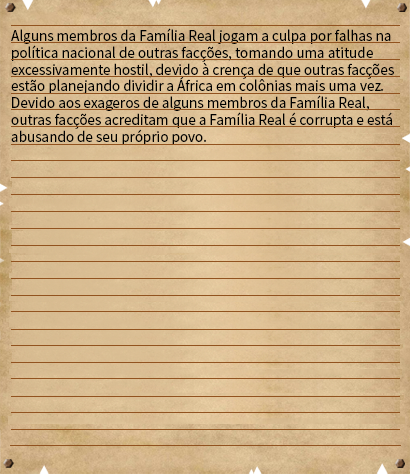 Alguns membros da Família Real jogam a culpa por falhas na
política nacional de outras facções, tomando uma atitude
excessivamente hostil, devido à crença de que outras facções
estão planejando dividir a África em colônias mais uma vez.
Devido aos exageros de alguns membros da Família Real,
outras facções acreditam que a Família Real é corrupta e está
abusando de seu próprio povo.